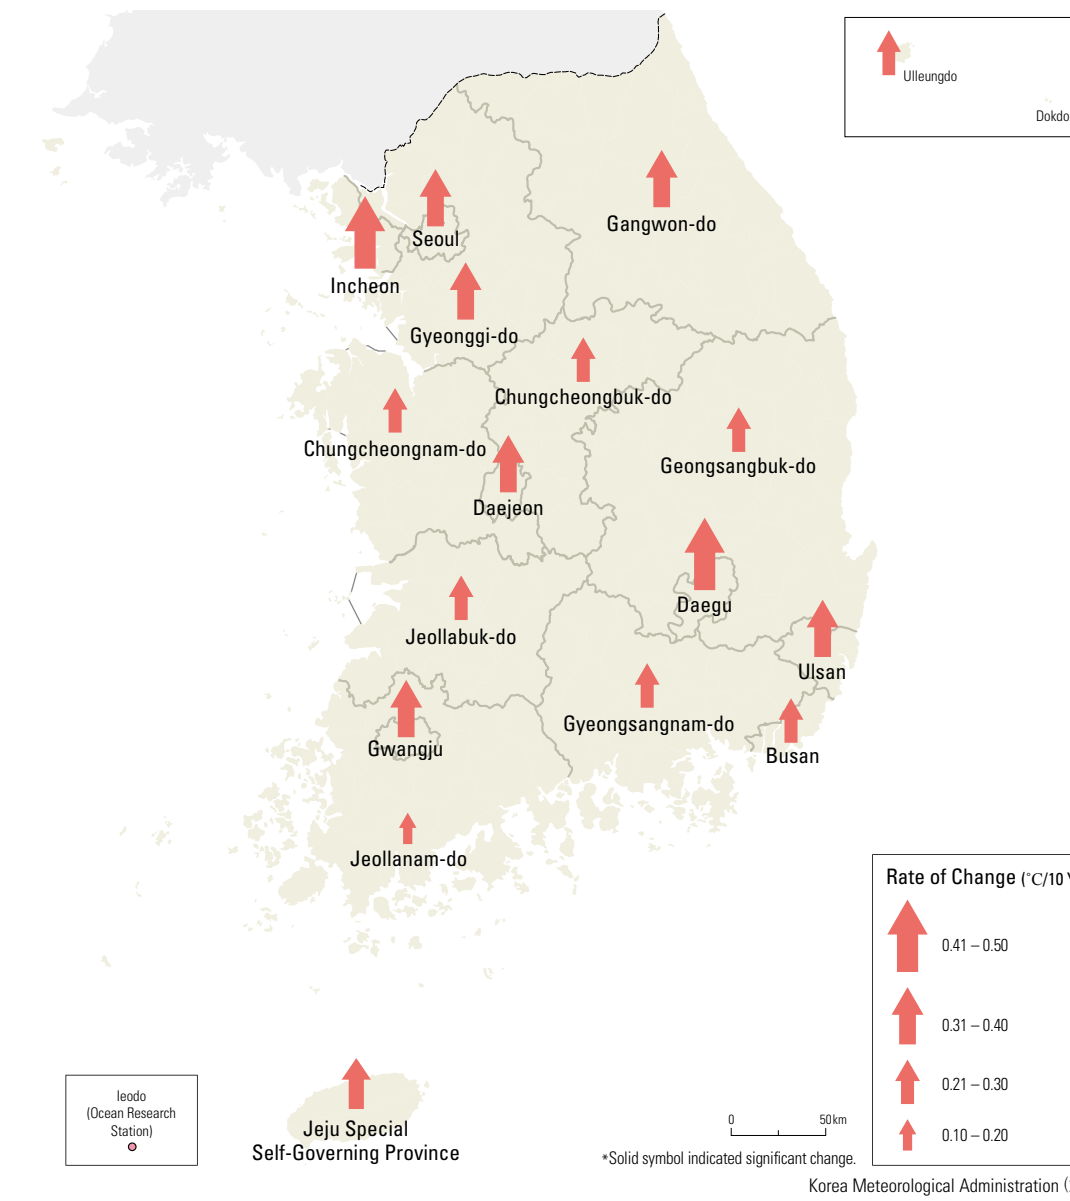 Ulleungdo
Dokdo
Gangwon-do
Seoul
Incheon
Gyeonggi-do
Chungcheongbuk-do
Chungcheongnam-do
Geongsangbuk-do
Daejeon
Daegu
Jeollabuk-do
Ulsan
Gyeongsangnam-do
Gwangju
Busan
Jeollanam-do
Rate of Change (°C/10 Y
0.41 – 0.50
0.31 – 0.40
0.21 – 0.30
0.10 – 0.20
Ieodo
(Ocean Research
Station)
Jeju Special
Self-Governing Province
0 50 km
*Solid symbol indicated significant change.
Korea Meteorological Administration (